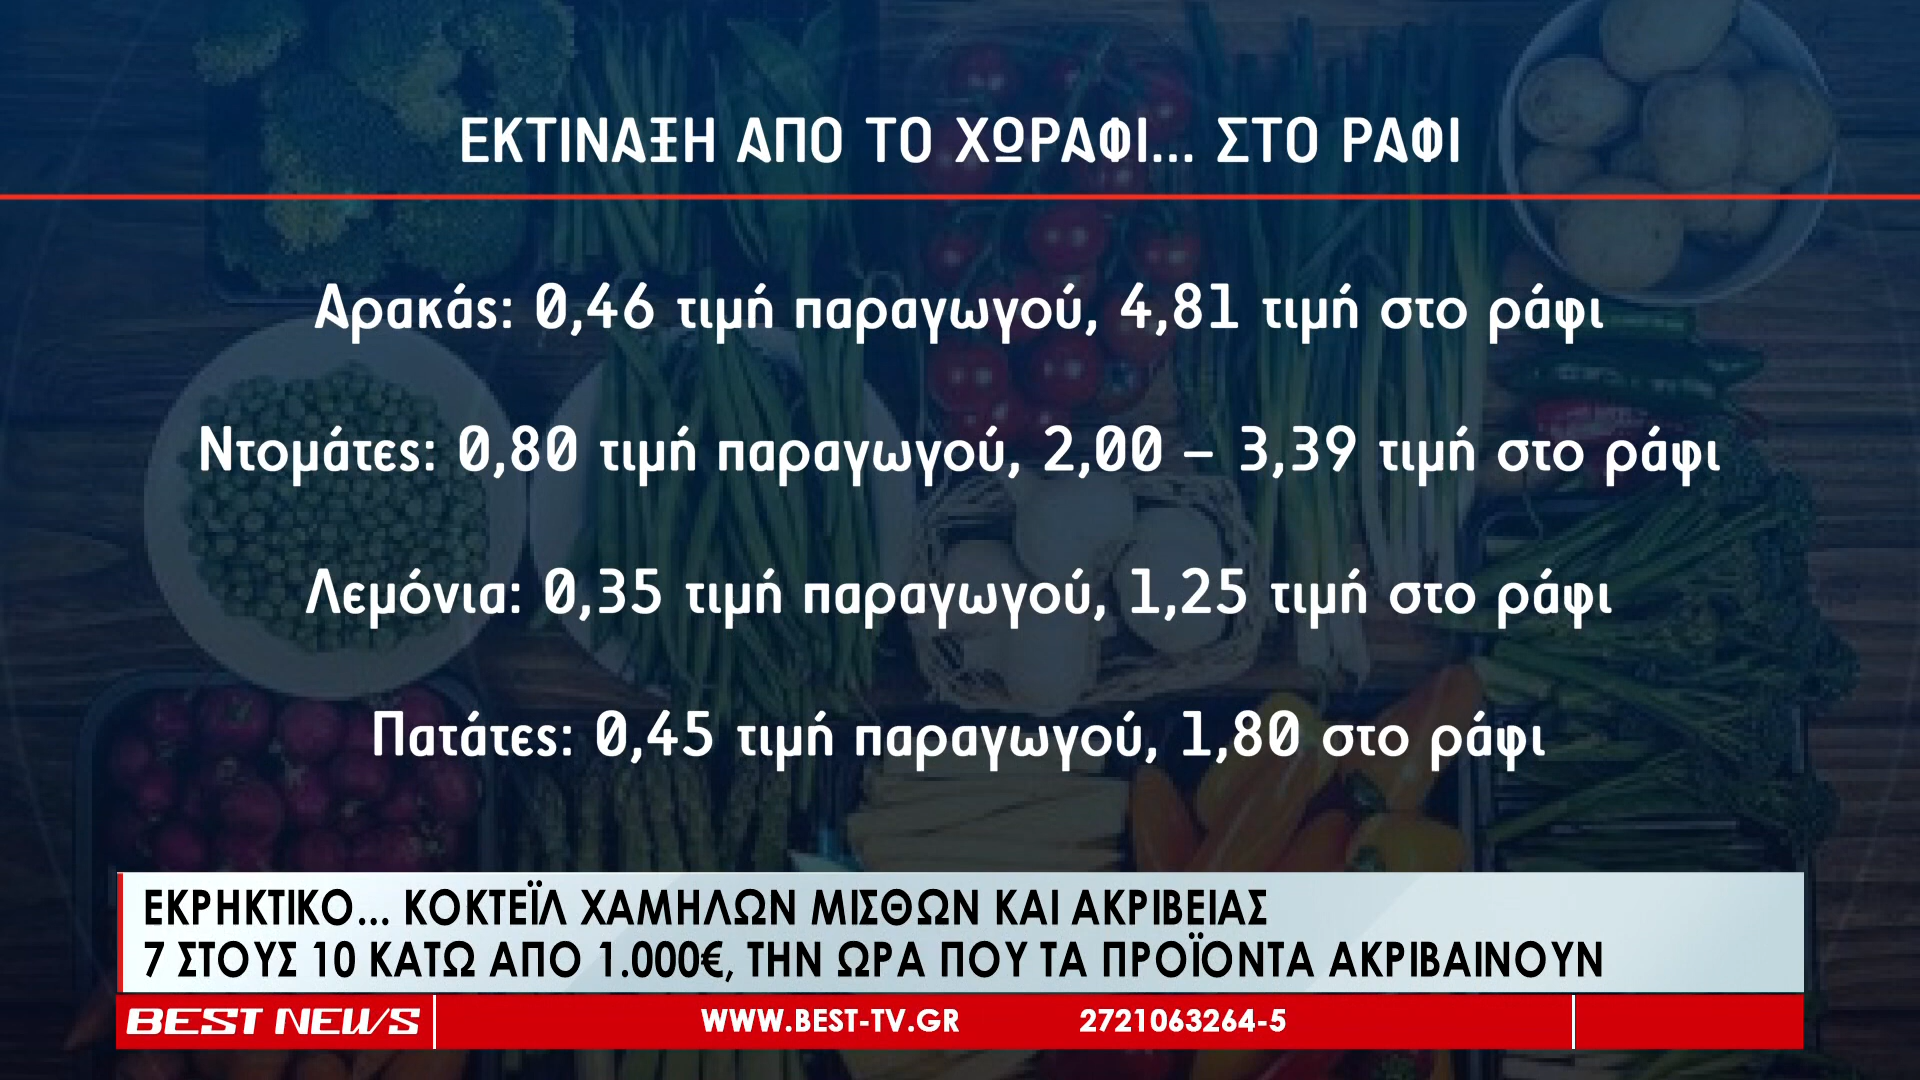 ΕΚΤΙΝΑΞΗ ΑΠΟ ΤΟ ΧΩΡΑΦΙ... ΣΤΟ ΡΑΦΙ
Αρακάς: 0,46 τιμή παραγωγού, 4,81 τιμή στο ράφι
Ντομάτες: 0,80 τιμή παραγωγού, 2,00 – 3,39 τιμή στο ράφι
Λεμόνια: 0,35 τιμή παραγωγού, 1,25 τιμή στο ράφι
Πατάτες: 0,45 τιμή παραγωγού, 1,80 στο ράφι
ΕΚΡΗΚΤΙΚΟ... ΚΟΚΤΕΪΛ ΧΑΜΗΛΩΝ ΜΙΣΘΩΝ ΚΑΙ ΑΚΡΙΒΕΙΑΣ
7 ΣΤΟΥΣ 10 ΚΑΤΩ ΑΠΟ 1.000€, ΤΗΝ ΩΡΑ ΠΟΥ ΤΑ ΠΡΟΪΟΝΤΑ ΑΚΡΙΒΑΙΝΟΥΝ
BEST NEWS WWW.BEST-TV.GR 2721063264-5